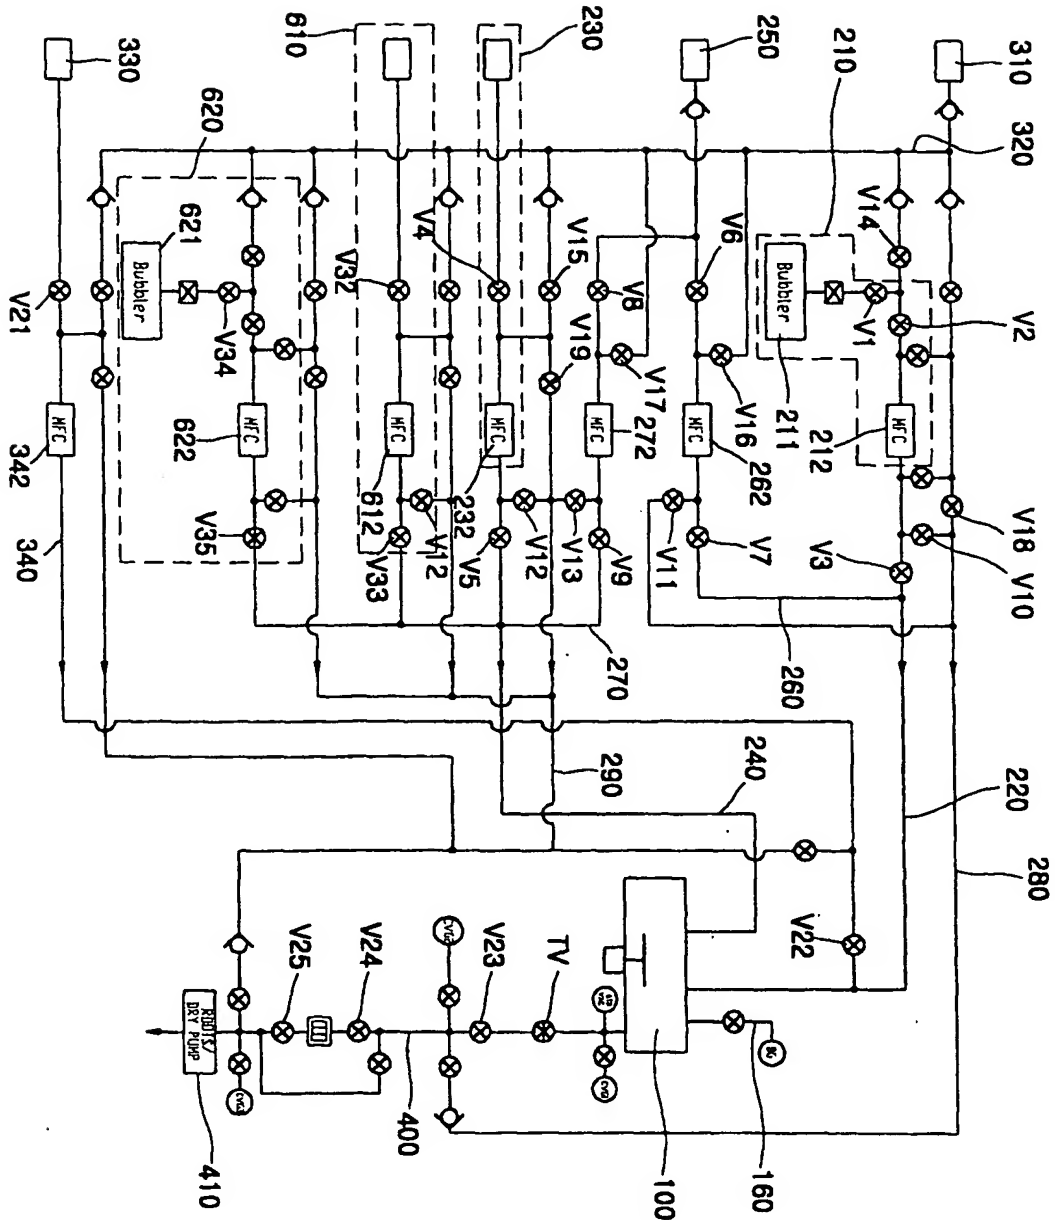 310
320
V2
V18
V10
220
280
V14
210
V1
MFC
212
V3
Bubbler
211
260
V22
250
V6
V16
MFC
262
V7
V11
BG
160
V8
V17
MFC
272
V9
270
100
230
V15
V19
V13
V12
290
240
TV
V4
MFC
232
V5
V23
610
V32
MFC
612
V12
V33
400
V24
V25
620
621
Bubbler
V34
MFC
622
V35
ROOTS/
DRY PUMP
410
330
V21
MFC
342
340